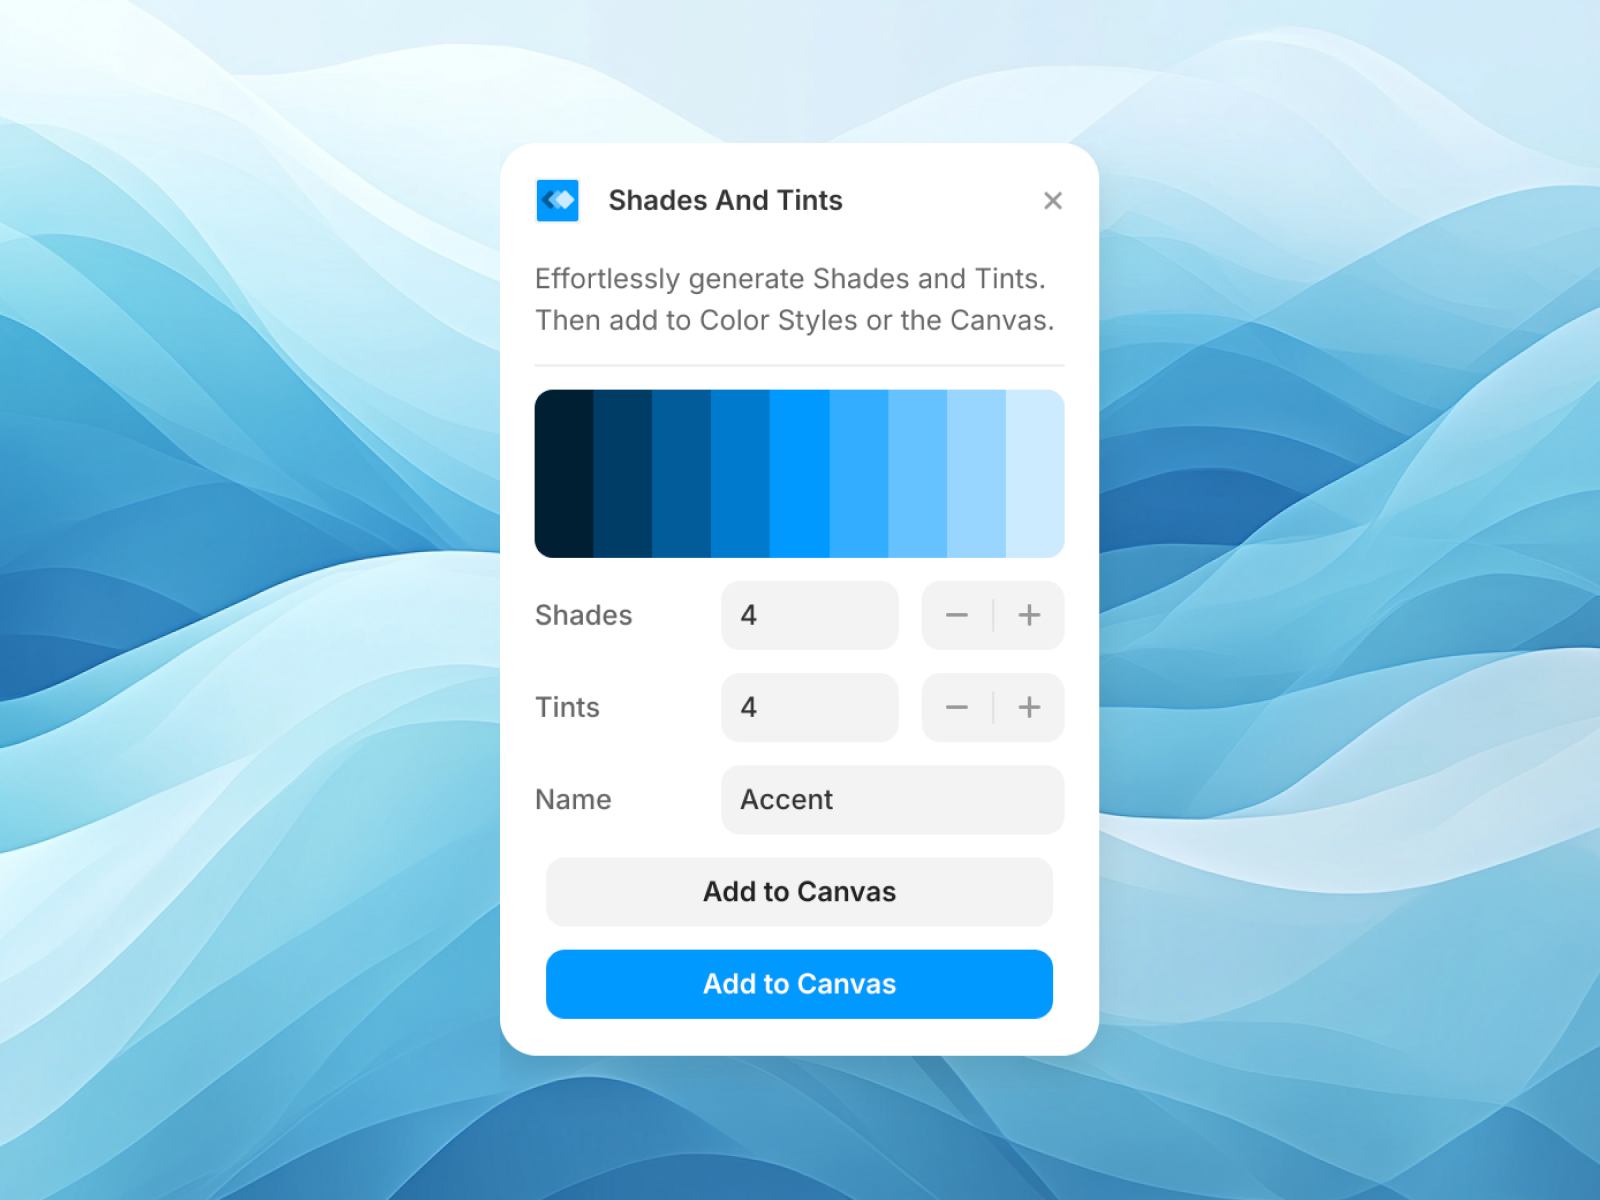 Shades And Tints
Effortlessly generate Shades and Tints.
Then add to Color Styles or the Canvas.
Shades 4
Tints 4
Name Accent
Add to Canvas
Add to Canvas